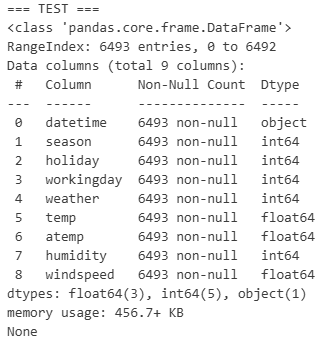 === TEST ===
<class 'pandas.core.frame.DataFrame'>
RangeIndex: 6493 entries, 0 to 6492
Data columns (total 9 columns):
 #   Column      Non-Null Count  Dtype
---  ------      --------------  -----
 0   datetime    6493 non-null   object
 1   season      6493 non-null   int64
 2   holiday     6493 non-null   int64
 3   workingday  6493 non-null   int64
 4   weather     6493 non-null   int64
 5   temp        6493 non-null   float64
 6   atemp       6493 non-null   float64
 7   humidity    6493 non-null   int64
 8   windspeed   6493 non-null   float64
dtypes: float64(3), int64(5), object(1)
memory usage: 456.7+ KB
None